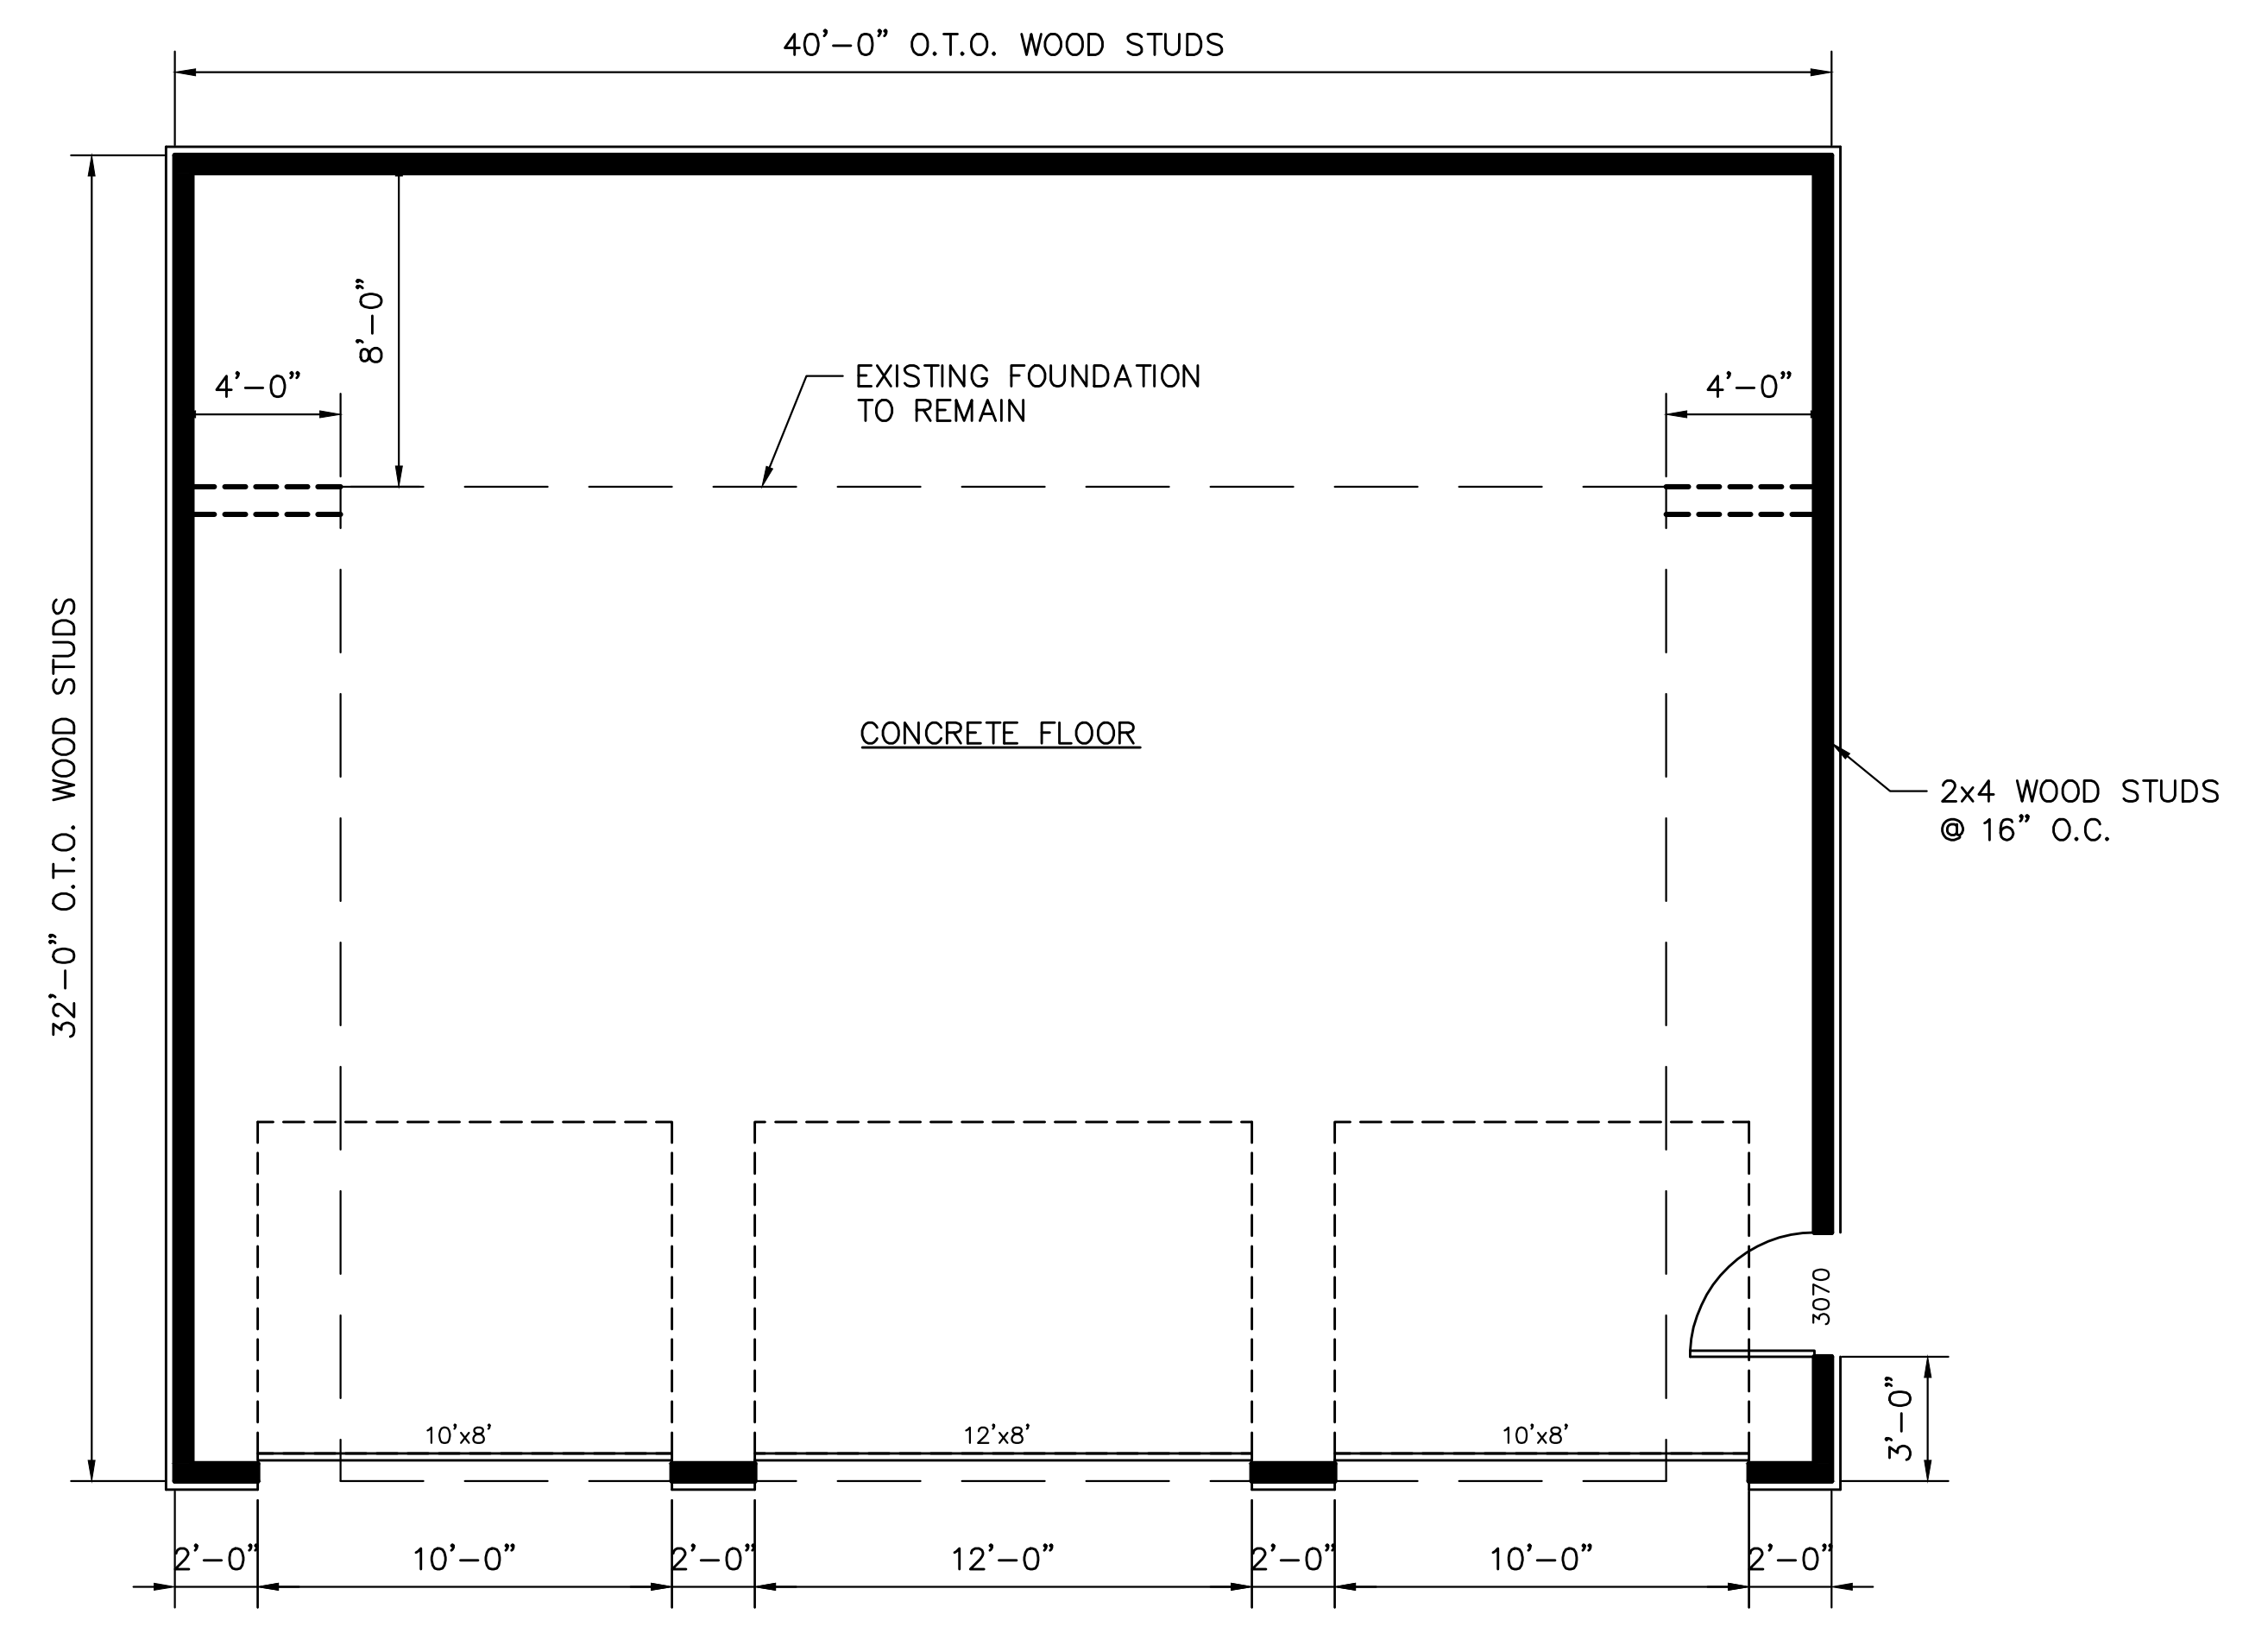 40'-0" O.T.O. WOOD STUDS
8'-0"
4'-0"
EXISTING FOUNDATION
TO REMAIN
4'-0"
32'-0" O.T.O. WOOD STUDS
CONCRETE FLOOR
2x4 WOOD STUDS
@ 16" O.C.
3070
3'-0"
10'x8'
12'x8'
10'x8'
2'-0"
10'-0"
2'-0"
12'-0"
2'-0"
10'-0"
2'-0"